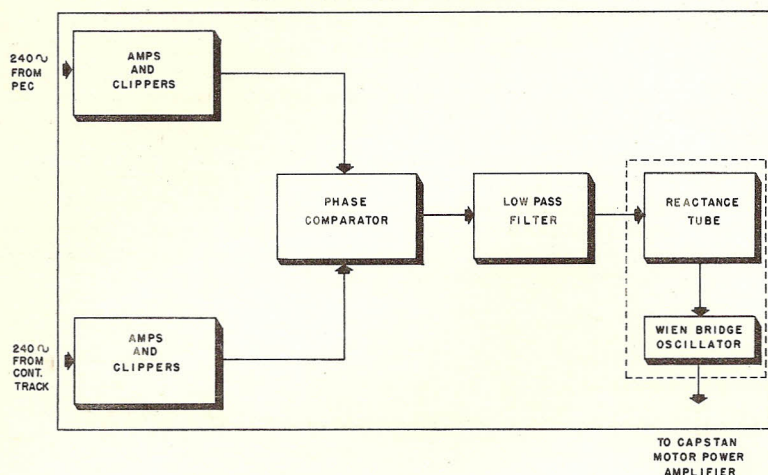 240~
FROM
PEC
AMPS
AND
CLIPPERS
PHASE
COMPARATOR
LOW PASS
FILTER
REACTANCE
TUBE
WIEN BRIDGE
OSCILLATOR
240~
FROM
CONT.
TRACK
AMPS
AND
CLIPPERS
TO CAPSTAN
MOTOR POWER
AMPLIFIER